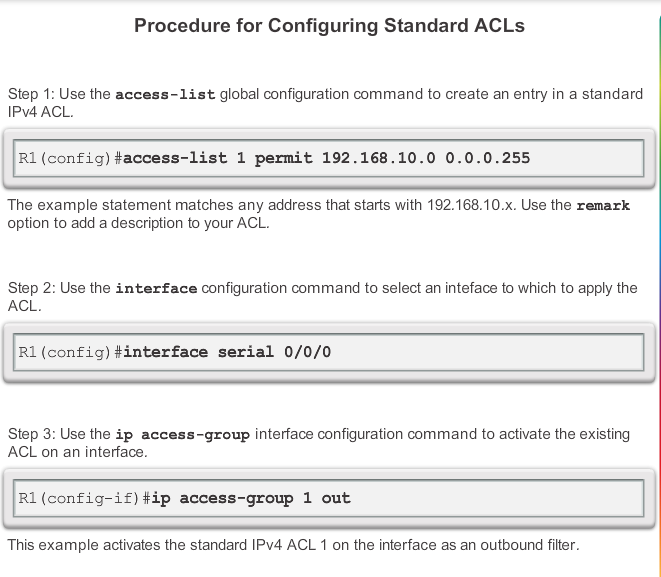 Procedure for Configuring Standard ACLs
Step 1: Use the access-list global configuration command to create an entry in a standard
IPv4 ACL.
R1(config)#access-list 1 permit 192.168.10.0 0.0.0.255
The example statement matches any address that starts with 192.168.10.x. Use the remark
option to add a description to your ACL.
Step 2: Use the interface configuration command to select an inteface to which to apply the
ACL.
R1(config)#interface serial 0/0/0
Step 3: Use the ip access-group interface configuration command to activate the existing
ACL on an interface.
R1(config-if)#ip access-group 1 out
This example activates the standard IPv4 ACL 1 on the interface as an outbound filter.